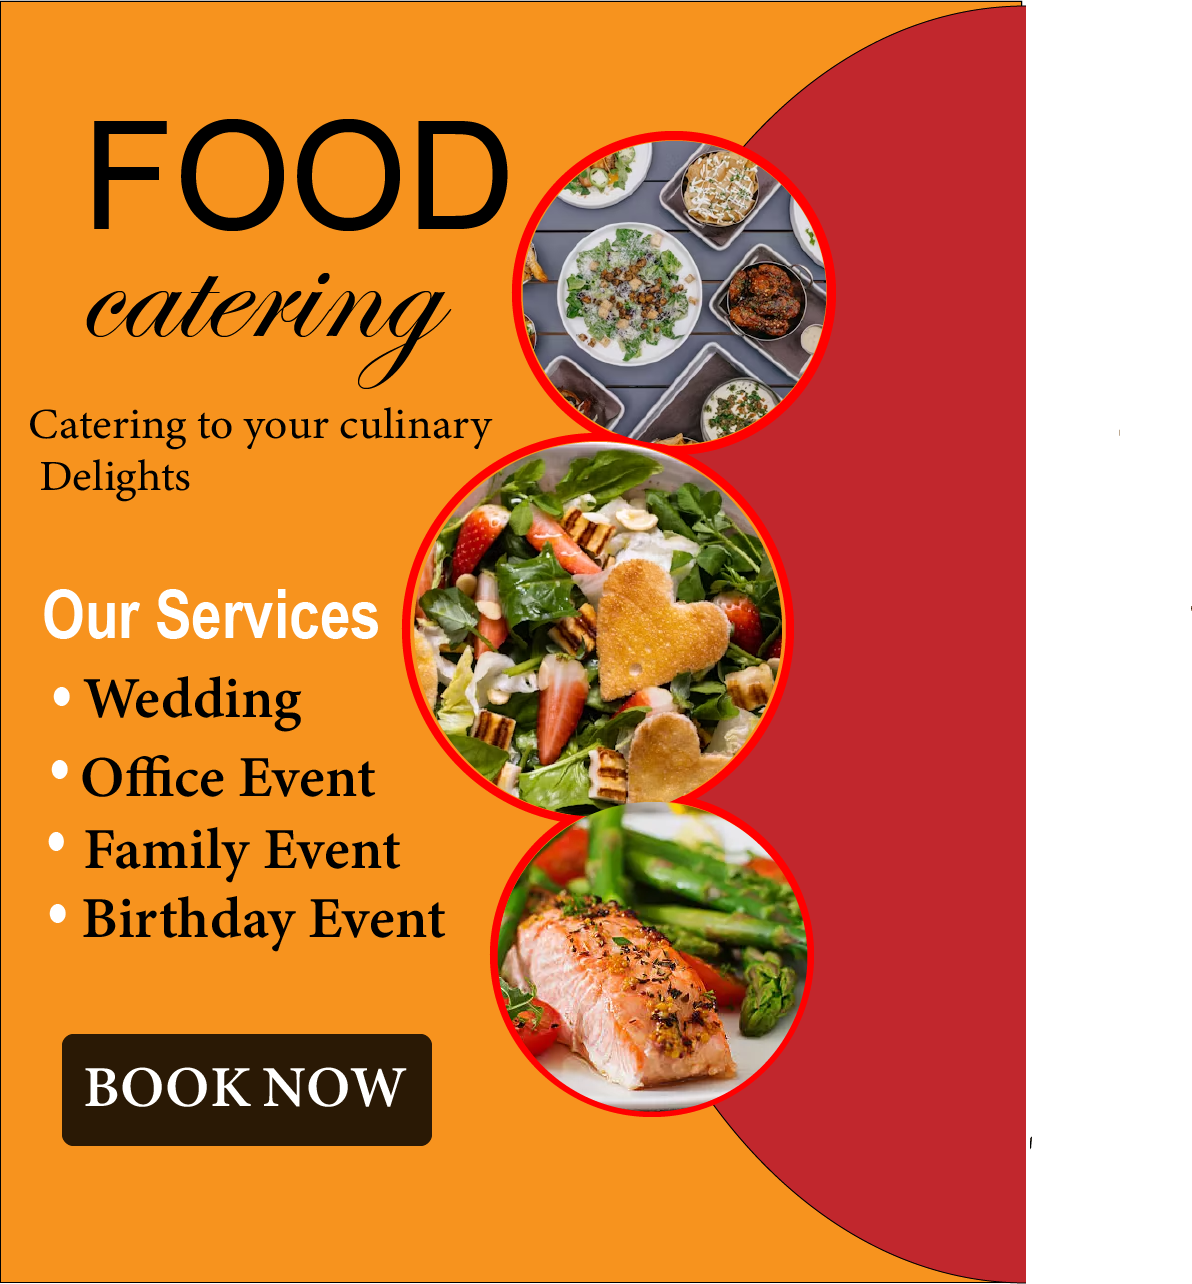 FOOD
catering
Catering to your culinary
Delights
Our Services
• Wedding
• Office Event
• Family Event
• Birthday Event
BOOK NOW